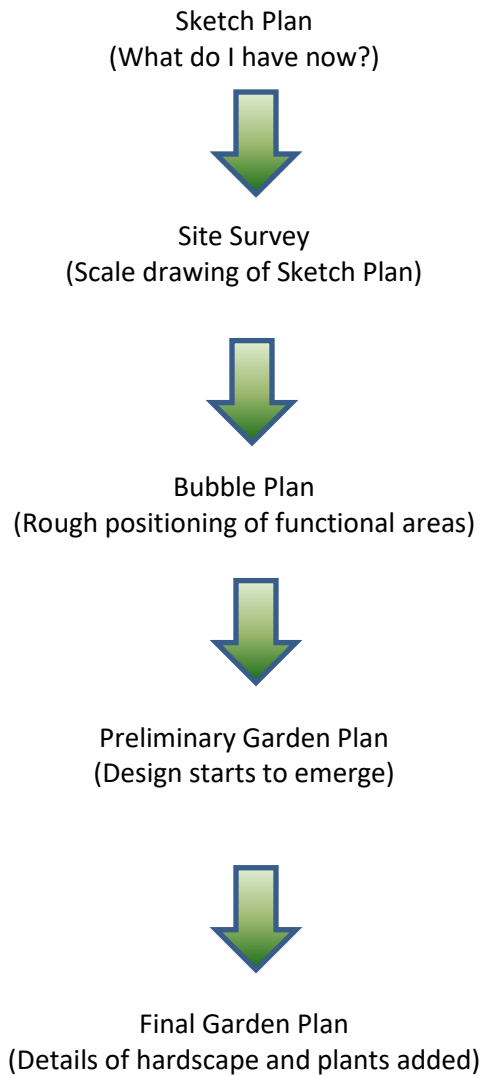 Sketch Plan
(What do I have now?)
Site Survey
(Scale drawing of Sketch Plan)
Bubble Plan
(Rough positioning of functional areas)
Preliminary Garden Plan
(Design starts to emerge)
Final Garden Plan
(Details of hardscape and plants added)